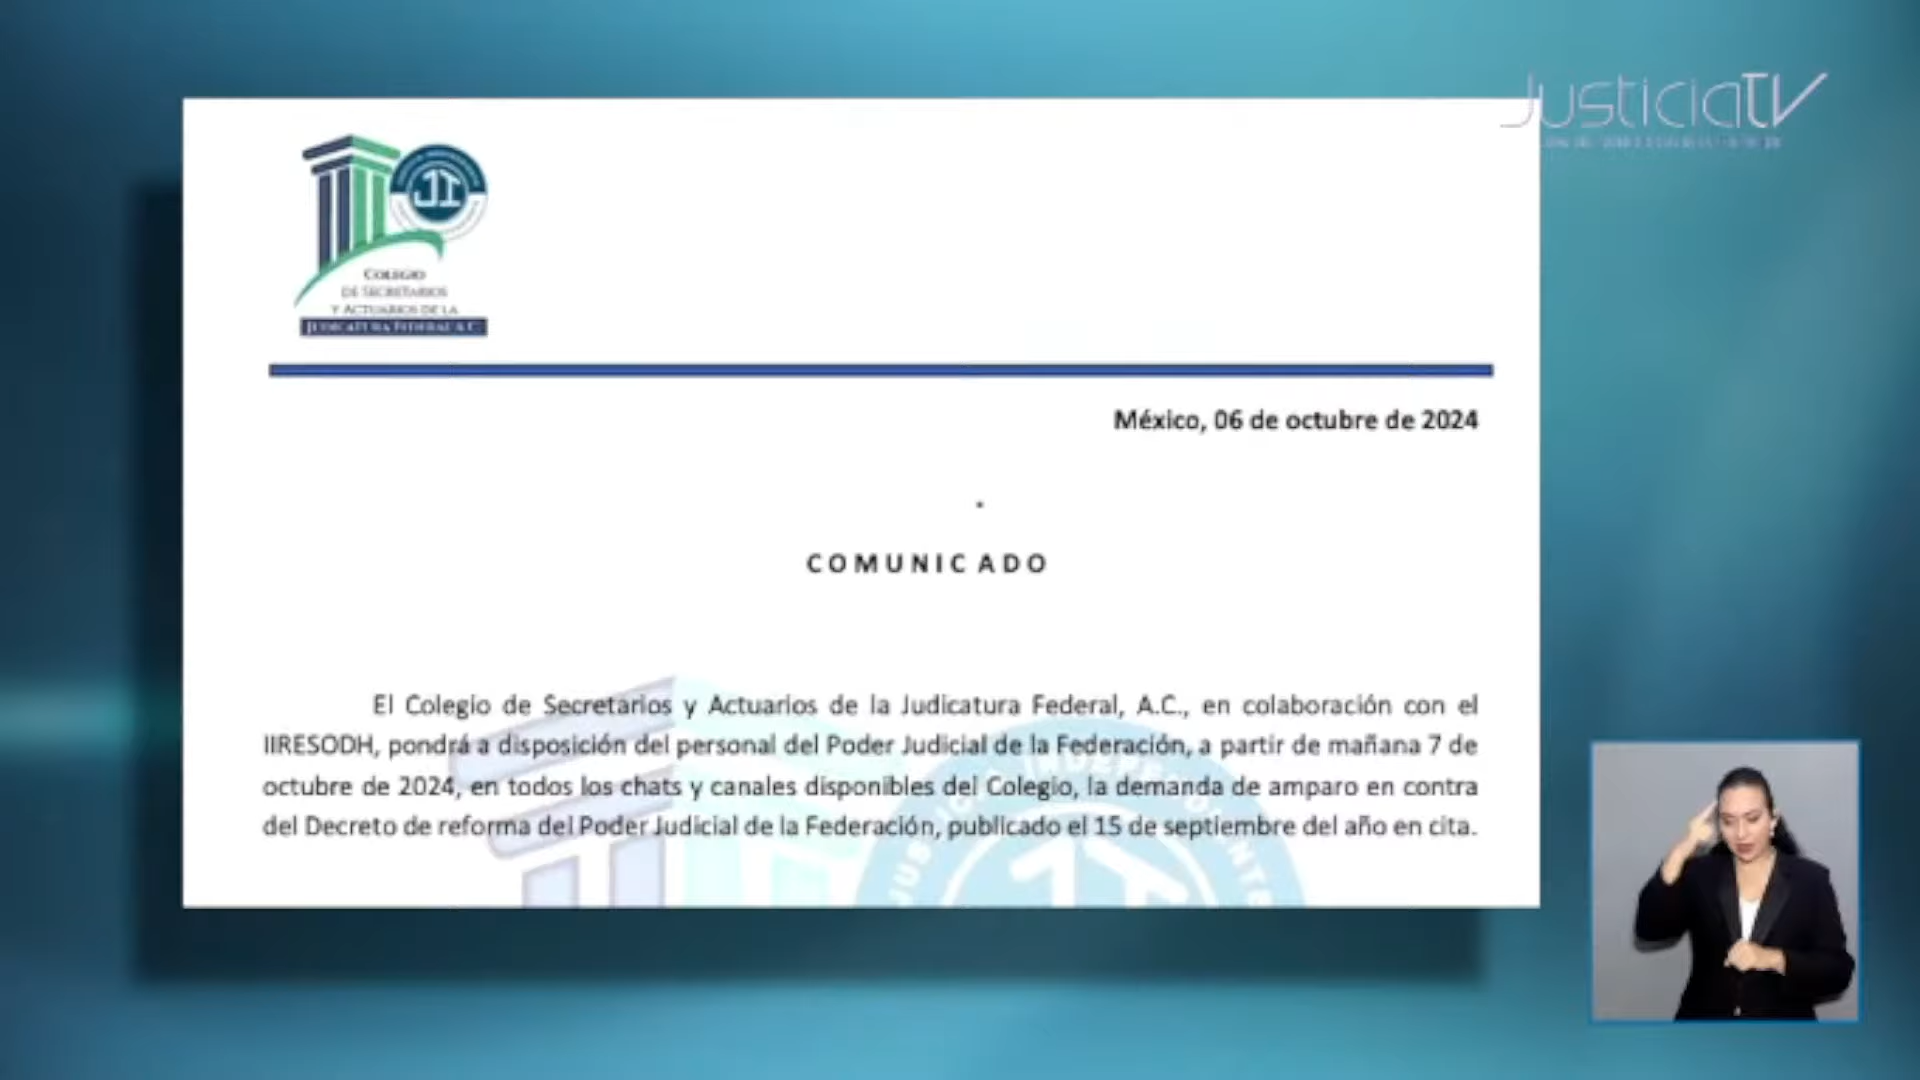 JusticiaTV
JI
COLEGIO
DE SECRETARIOS
Y ACTUARIOS DE LA
JUDICATURA FEDERAL A.C.
México, 06 de octubre de 2024
.
COMUNICADO
El Colegio de Secretarios y Actuarios de la Judicatura Federal, A.C., en colaboración con el
IIRESODH, pondrá a disposición del personal del Poder Judicial de la Federación, a partir de mañana 7 de
octubre de 2024, en todos los chats y canales disponibles del Colegio, la demanda de amparo en contra
del Decreto de reforma del Poder Judicial de la Federación, publicado el 15 de septiembre del año en cita.
JI